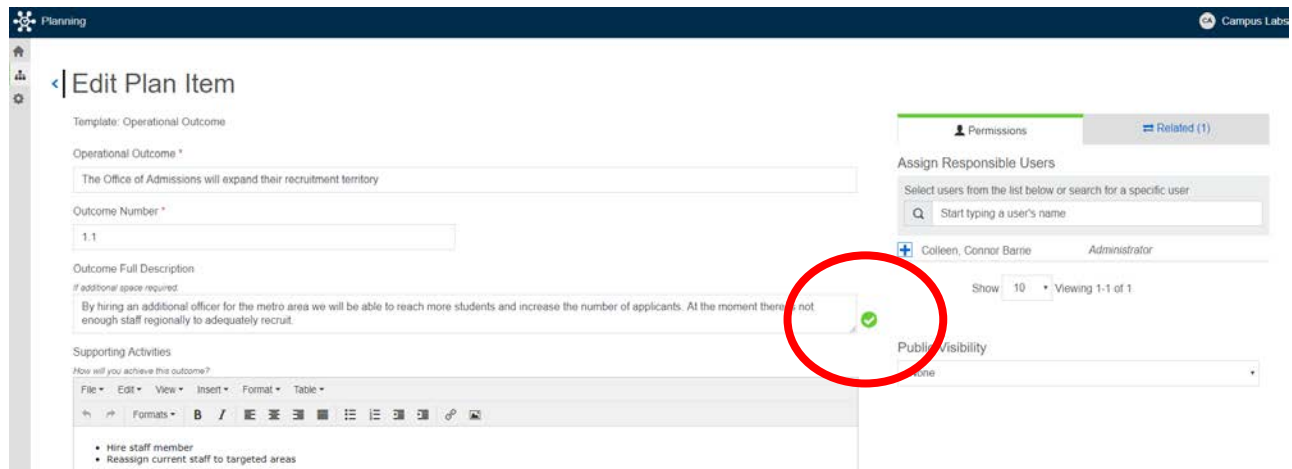 Planning
CA Campus Labs
Edit Plan Item
Template: Operational Outcome
Operational Outcome *
The Office of Admissions will expand their recruitment territory
Outcome Number *
1.1
Outcome Full Description
If additional space required.
By hiring an additional officer for the metro area we will be able to reach more students and increase the number of applicants. At the moment there is not
enough staff regionally to adequately recruit.
Supporting Activities
How will you achieve this outcome?
File Edit View Insert Format Table
Formats B I
• Hire staff member
• Reassign current staff to targeted areas
Permissions
Related (1)
Assign Responsible Users
Select users from the list below or search for a specific user
Start typing a user's name
Colleen, Connor Barrie Administrator
Show 10 Viewing 1-1 of 1
Public Visibility
None